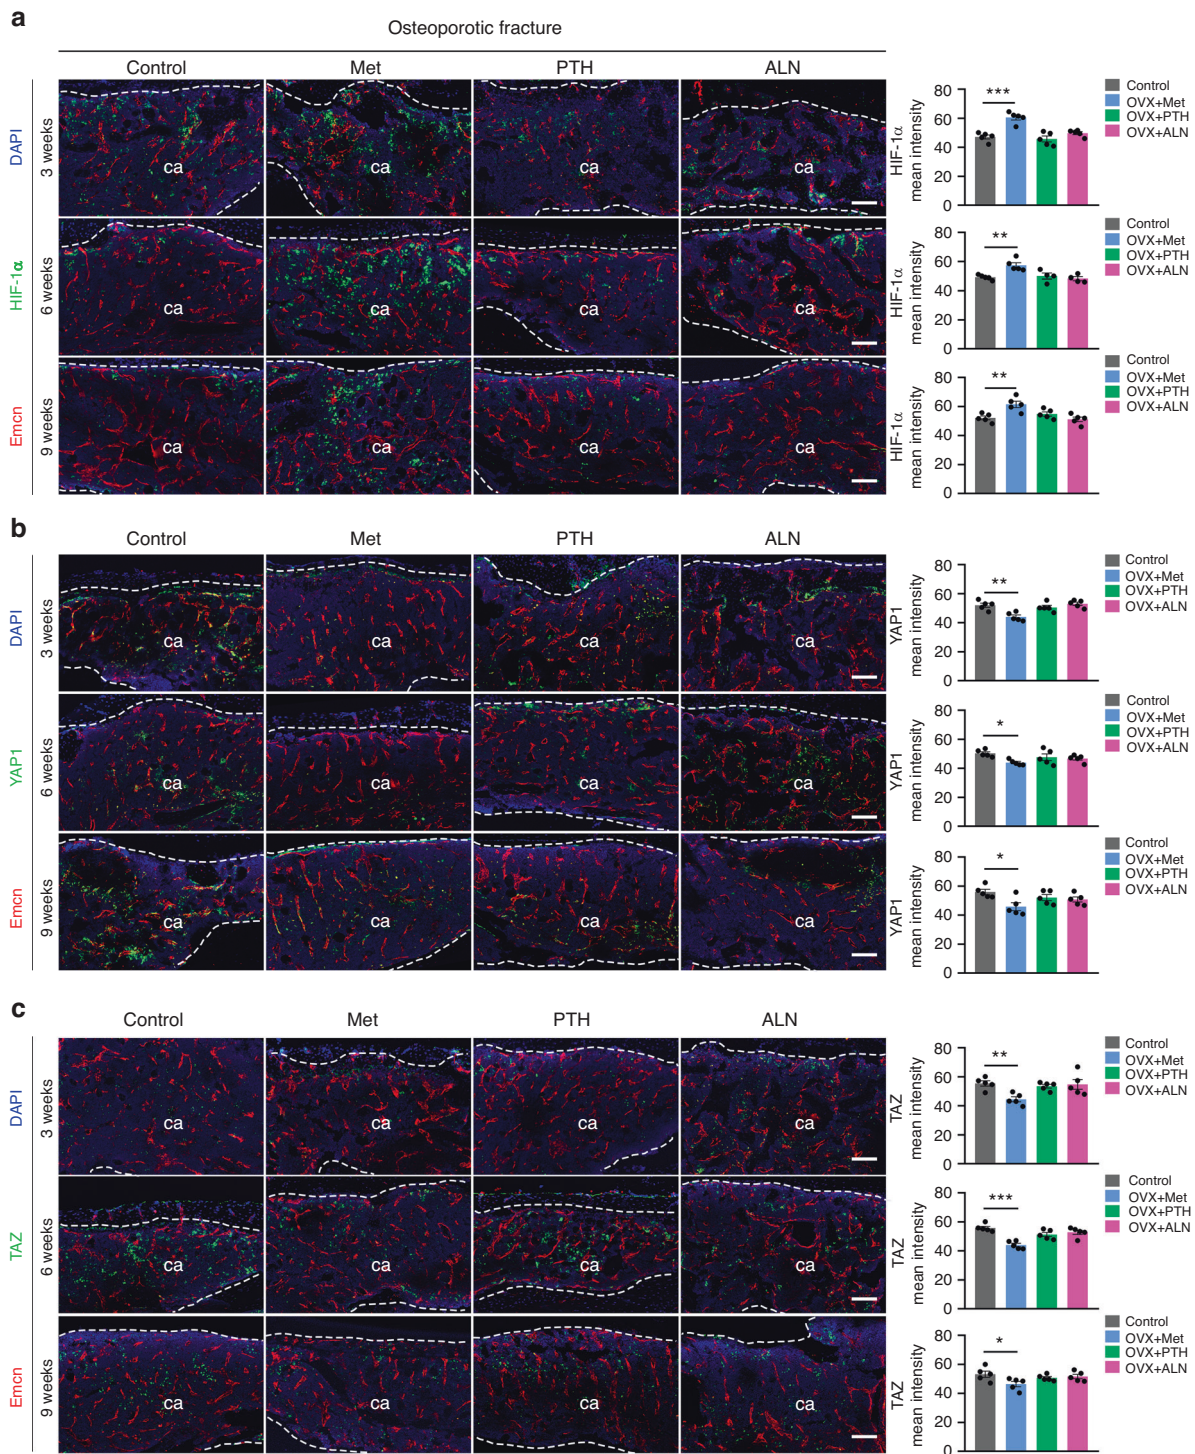 a
Osteoporotic fracture
Control Met PTH ALN
DAPI
HIF-1α
Emcn
3 weeks
ca ca ca ca
6 weeks
ca ca ca ca
9 weeks
ca ca ca ca
HIF-1α
mean intensity
80
60
40
20
0
***
Control
OVX+Met
OVX+PTH
OVX+ALN
HIF-1α
mean intensity
80
60
40
20
0
**
Control
OVX+Met
OVX+PTH
OVX+ALN
HIF-1α
mean intensity
80
60
40
20
0
**
Control
OVX+Met
OVX+PTH
OVX+ALN
b
Control Met PTH ALN
DAPI
YAP1
Emcn
3 weeks
ca ca ca ca
6 weeks
ca ca ca ca
9 weeks
ca ca ca ca
YAP1
mean intensity
80
60
40
20
0
**
Control
OVX+Met
OVX+PTH
OVX+ALN
YAP1
mean intensity
80
60
40
20
0
*
Control
OVX+Met
OVX+PTH
OVX+ALN
YAP1
mean intensity
80
60
40
20
0
*
Control
OVX+Met
OVX+PTH
OVX+ALN
c
Control Met PTH ALN
DAPI
TAZ
Emcn
3 weeks
ca ca ca ca
6 weeks
ca ca ca ca
9 weeks
ca ca ca ca
TAZ
mean intensity
80
60
40
20
0
**
Control
OVX+Met
OVX+PTH
OVX+ALN
TAZ
mean intensity
80
60
40
20
0
***
Control
OVX+Met
OVX+PTH
OVX+ALN
TAZ
mean intensity
80
60
40
20
0
*
Control
OVX+Met
OVX+PTH
OVX+ALN